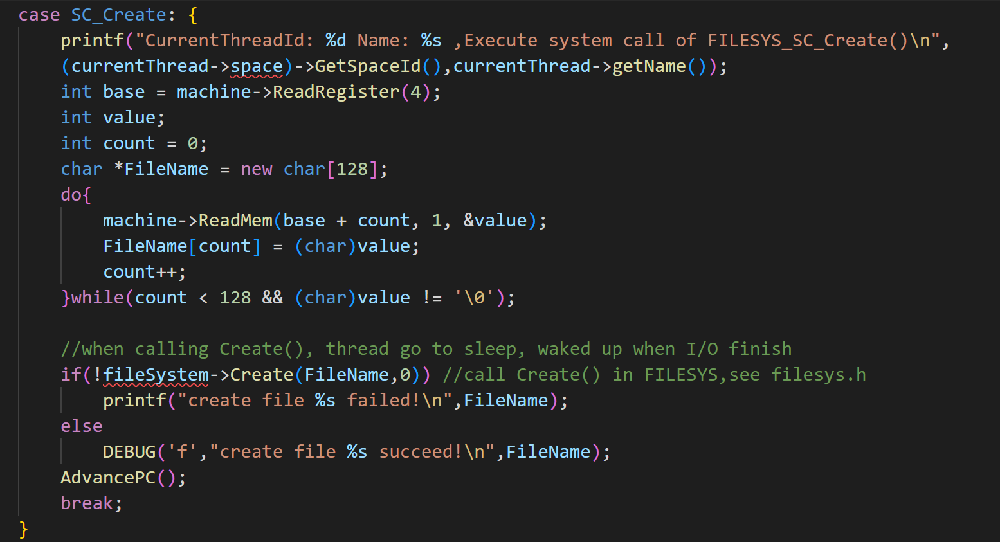 case SC_Create: {
    printf("CurrentThreadId: %d Name: %s ,Execute system call of FILESYS_SC_Create()\n",
    (currentThread->space)->GetSpaceId(),currentThread->getName());
    int base = machine->ReadRegister(4);
    int value;
    int count = 0;
    char *FileName = new char[128];
    do{
        machine->ReadMem(base + count, 1, &value);
        FileName[count] = (char)value;
        count++;
    }while(count < 128 && (char)value != '\0');

    //when calling Create(), thread go to sleep, waked up when I/O finish
    if(!fileSystem->Create(FileName,0)) //call Create() in FILESYS,see filesys.h
        printf("create file %s failed!\n",FileName);
    else
        DEBUG('f',"create file %s succeed!\n",FileName);
    AdvancePC();
    break;
}